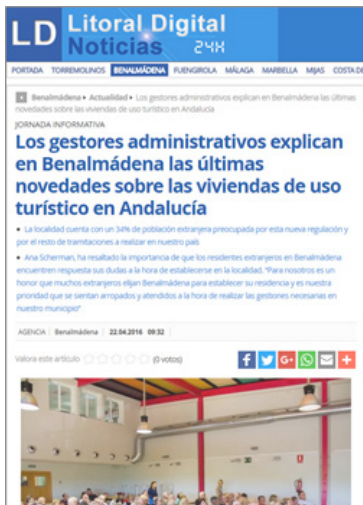 LD Litoral Digital
Noticias 24H
PORTADA TORREMOLINOS BENALMÁDENA FUENGIROLA MÁLAGA MARBELLA MIJAS COSTA DE
Benalmádena Actualidad Los gestores administrativos explican en Benalmádena las últimas
novedades sobre las viviendas de uso turístico en Andalucía
JORNADA INFORMATIVA
Los gestores administrativos explican
en Benalmádena las últimas
novedades sobre las viviendas de uso
turístico en Andalucía
La localidad cuenta con un 34% de población extranjera preocupada por esta nueva regulación y
por el resto de tramitaciones a realizar en nuestro país
Ana Scherman, ha resaltado la importancia de que los residentes extranjeros en Benalmádena
encuentren respuesta sus dudas a la hora de establecerse en la localidad. "Para nosotros es un
honor que muchos extranjeros elijan Benalmádena para establecer su residencia y es nuestra
prioridad que se sientan arropados y atendidos a la hora de realizar las gestiones necesarias en
nuestro municipio"
AGENCIA | Benalmádena | 22.04.2016 09:32
Valora este artículo (0 votos)